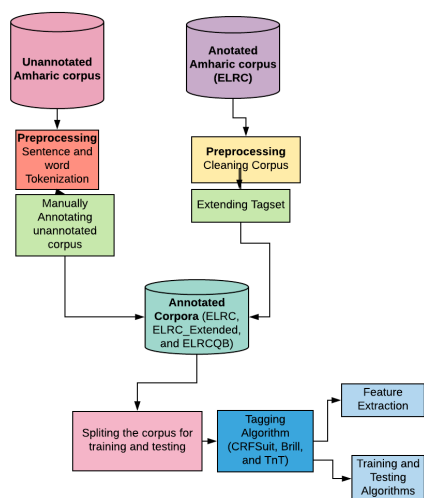 Unannotated
Amharic corpus
Anotated
Amharic corpus
(ELRC)
Preprocessing
Sentence and
word
Tokenization
Preprocessing
Cleaning Corpus
Manually
Annotating
unannotated
corpus
Extending Tagset
Annotated
Corpora (ELRC,
ELRC_Extended,
and ELRCQB)
Spliting the corpus for
training and testing
Tagging
Algorithm
(CRFSuit, Brill,
and TnT)
Feature
Extraction
Training and
Testing
Algorithms